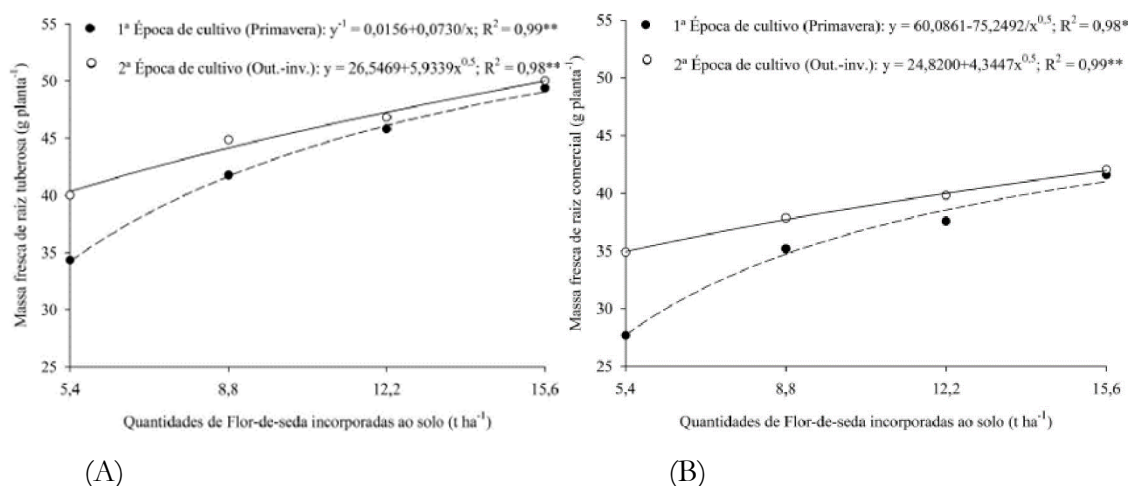 55
1ª Época de cultivo (Primavera): y⁻¹ = 0,0156+0,0730/x; R² = 0,99**
2ª Época de cultivo (Out.-inv.): y = 26,5469+5,9339x⁰,⁵; R² = 0,98**
50
45
40
35
30
25
Massa fresca de raiz tuberosa (g planta⁻¹)
5,4 8,8 12,2 15,6
Quantidades de Flor-de-seda incorporadas ao solo (t ha⁻¹)
(A)
55
1ª Época de cultivo (Primavera): y = 60,0861-75,2492/x⁰,⁵; R² = 0,98*
2ª Época de cultivo (Out.-inv.): y = 24,8200+4,3447x⁰,⁵; R² = 0,99**
50
45
40
35
30
25
Massa fresca de raiz comercial (g planta⁻¹)
5,4 8,8 12,2 15,6
Quantidades de Flor-de-seda incorporadas ao solo (t ha⁻¹)
(B)